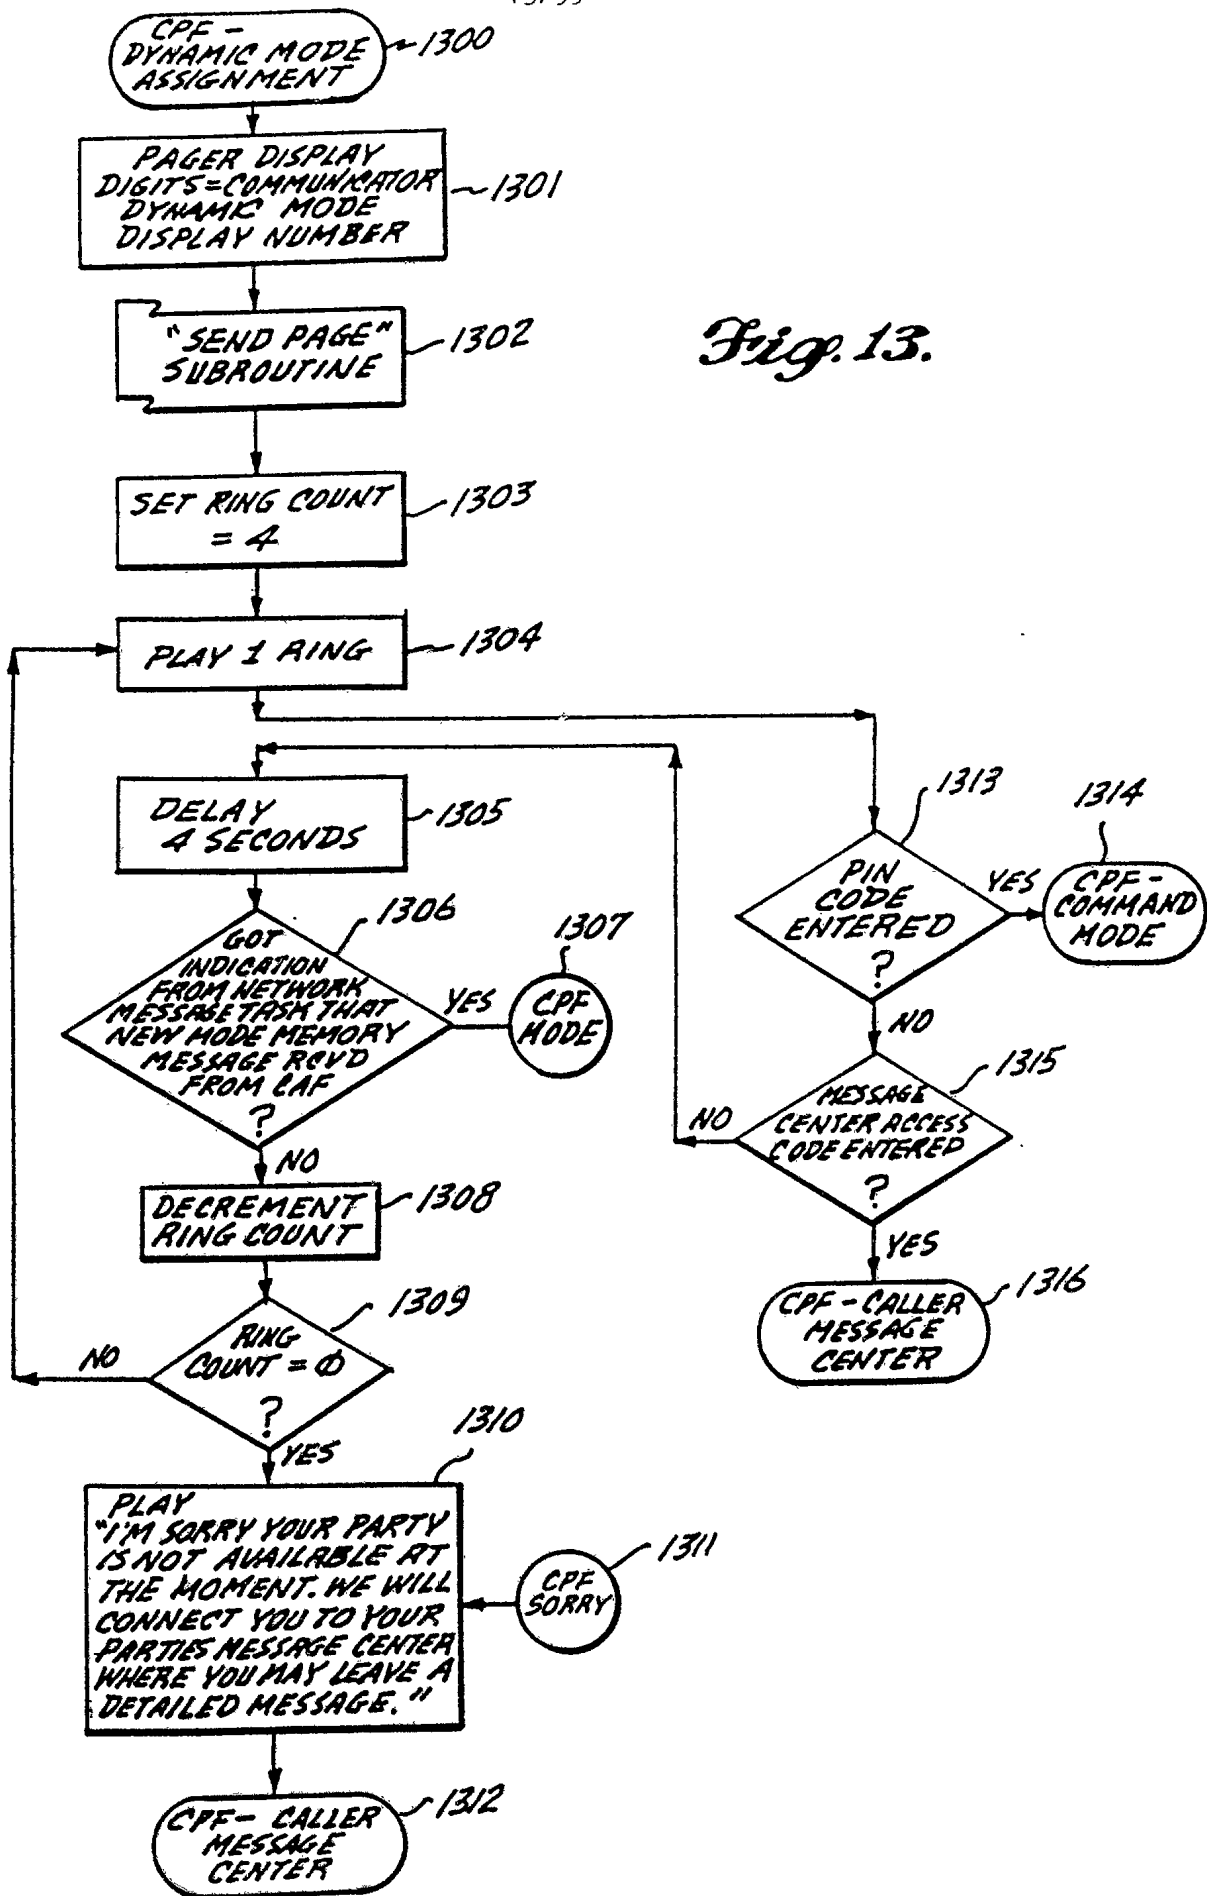 CPF -
DYNAMIC MODE
ASSIGNMENT
1300
PAGER DISPLAY
DIGITS=COMMUNICATOR
DYNAMIC MODE
DISPLAY NUMBER
1301
"SEND PAGE"
SUBROUTINE
1302
Fig. 13.
SET RING COUNT
= 4
1303
PLAY 1 RING
1304
DELAY
4 SECONDS
1305
1313
PIN
CODE
ENTERED
?
YES
1314
CPF -
COMMAND
MODE
NO
1306
GOT
INDICATION
FROM NETWORK
MESSAGE TASK THAT
NEW MODE MEMORY
MESSAGE RCV'D
FROM CAF
?
YES
1307
CPF
MODE
NO
1315
MESSAGE
CENTER ACCESS
CODE ENTERED
?
NO
YES
1316
CPF - CALLER
MESSAGE
CENTER
DECREMENT
RING COUNT
1308
1309
RING
COUNT = Ø
?
NO
YES
1310
PLAY
"I'M SORRY YOUR PARTY
IS NOT AVAILABLE AT
THE MOMENT. WE WILL
CONNECT YOU TO YOUR
PARTIES MESSAGE CENTER
WHERE YOU MAY LEAVE A
DETAILED MESSAGE."
1311
CPF
SORRY
1312
CPF - CALLER
MESSAGE
CENTER